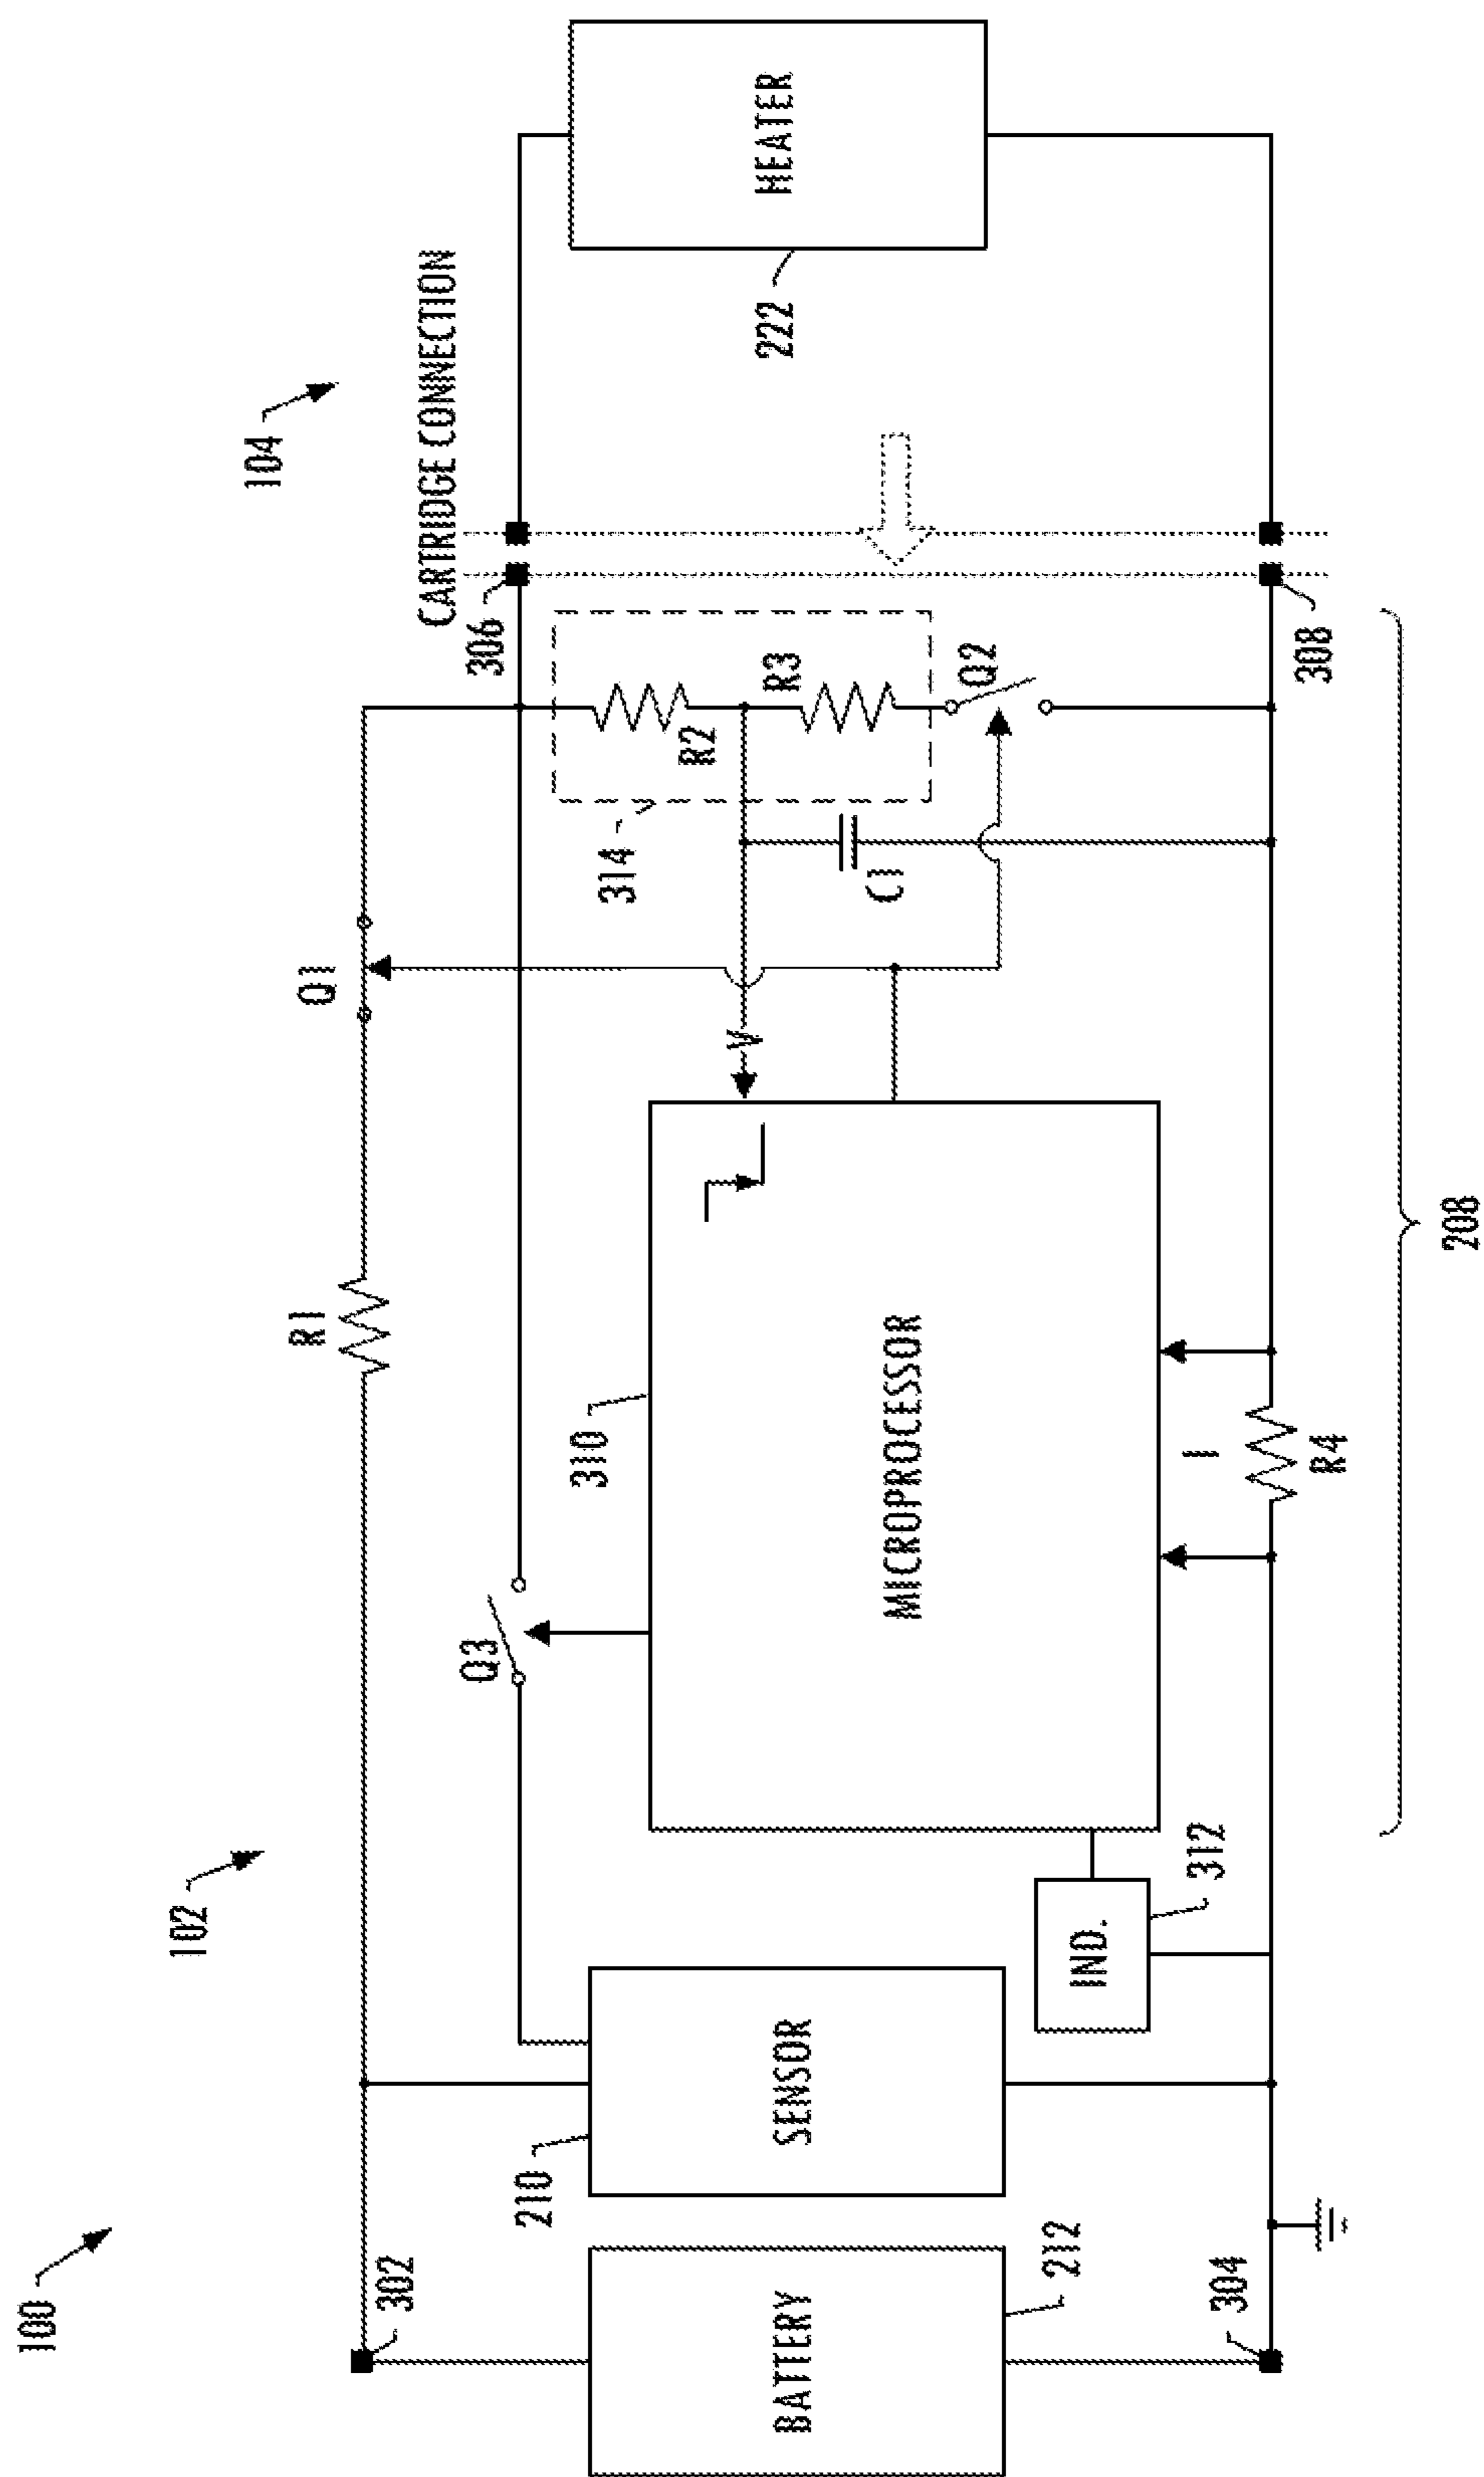 100
102
104
302
R1
Q1
CARTRIDGE CONNECTION
306
Q3
210
SENSOR
BATTERY
212
310
MICROPROCESSOR
V
314
R2
R3
Q2
C1
222
HEATER
IND.
312
I
R4
304
308
208